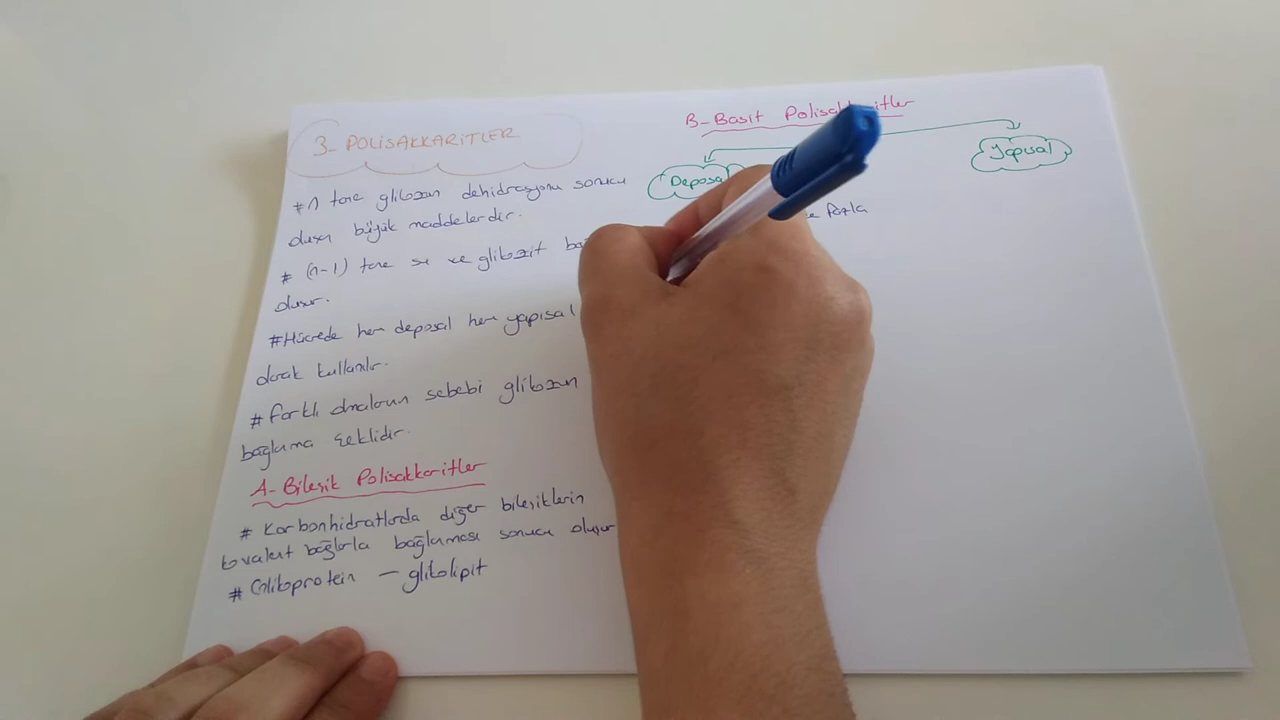 3- POLİSAKKARİTLER
# n tane glikozun dehidrasyonu sonucu
oluşan büyük maddelerdir.
# (n-1) tane su ve glikozit
oluşur.
# Hücrede hem deposal hem yapısal
olarak kullanılır.
# Farklı olmalarının sebebi glikozun
bağlanma şeklidir.
A- Bileşik Polisakkaritler
# Karbonhidratlarda diğer bileşiklerin
kovalent bağlarla bağlanması sonucu oluşur
# Glikoprotein - glikolipit
B- Basit Polisakkaritler
Deposal
Yapısal
fazla